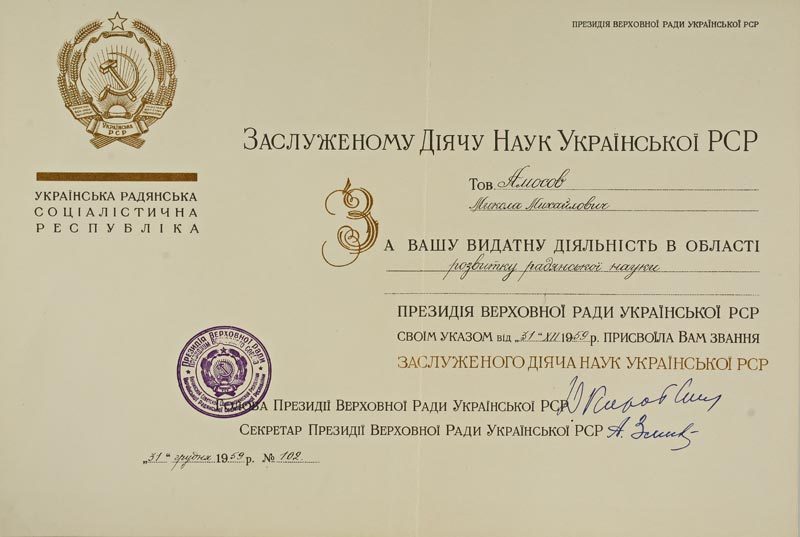 ПРЕЗИДІЯ ВЕРХОВНОЇ РАДИ УКРАЇНСЬКОЇ РСР
УКРАЇНСЬКА
РСР
УКРАЇНСЬКА РАДЯНСЬКА
СОЦІАЛІСТИЧНА
РЕСПУБЛІКА
ЗАСЛУЖЕНОМУ ДІЯЧУ НАУК УКРАЇНСЬКОЇ РСР
Тов. Амосов
Микола Михайлович
ЗА ВАШУ ВИДАТНУ ДІЯЛЬНІСТЬ В ОБЛАСТІ
розвитку радянської науки
ПРЕЗИДІЯ ВЕРХОВНОЇ РАДИ УКРАЇНСЬКОЇ РСР
СВОЇМ УКАЗОМ від „31" XII 1959 р. ПРИСВОЇЛА ВАМ ЗВАННЯ
ЗАСЛУЖЕНОГО ДІЯЧА НАУК УКРАЇНСЬКОЇ РСР
Президія Верховної Ради
ГОЛОВА ПРЕЗИДІЇ ВЕРХОВНОЇ РАДИ УКРАЇНСЬКОЇ РСР
СЕКРЕТАР ПРЕЗИДІЇ ВЕРХОВНОЇ РАДИ УКРАЇНСЬКОЇ РСР
„31" грудня 1959 р. № 102